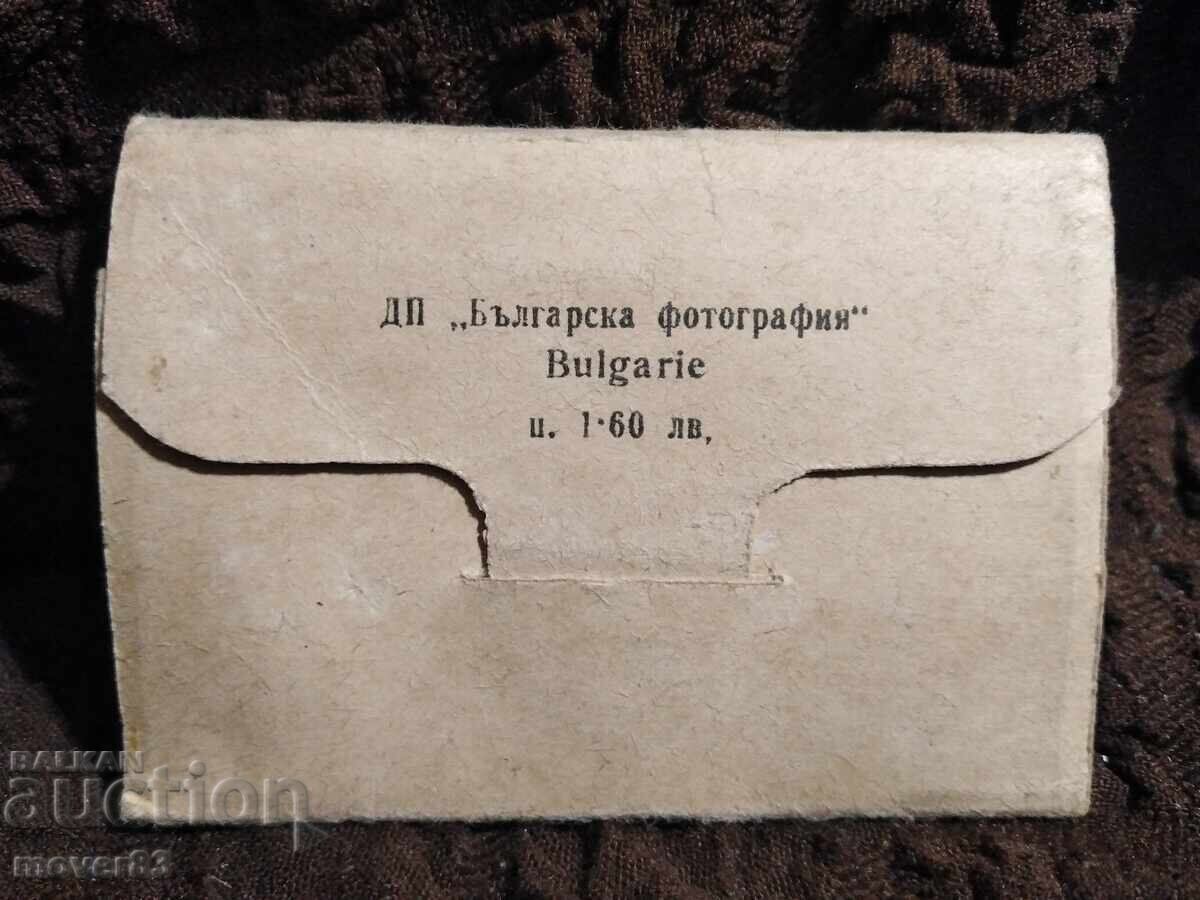 ДП „Българска фотография“
Bulgarie
ц. 1·60 лв.
BALKAN
auction
mover83